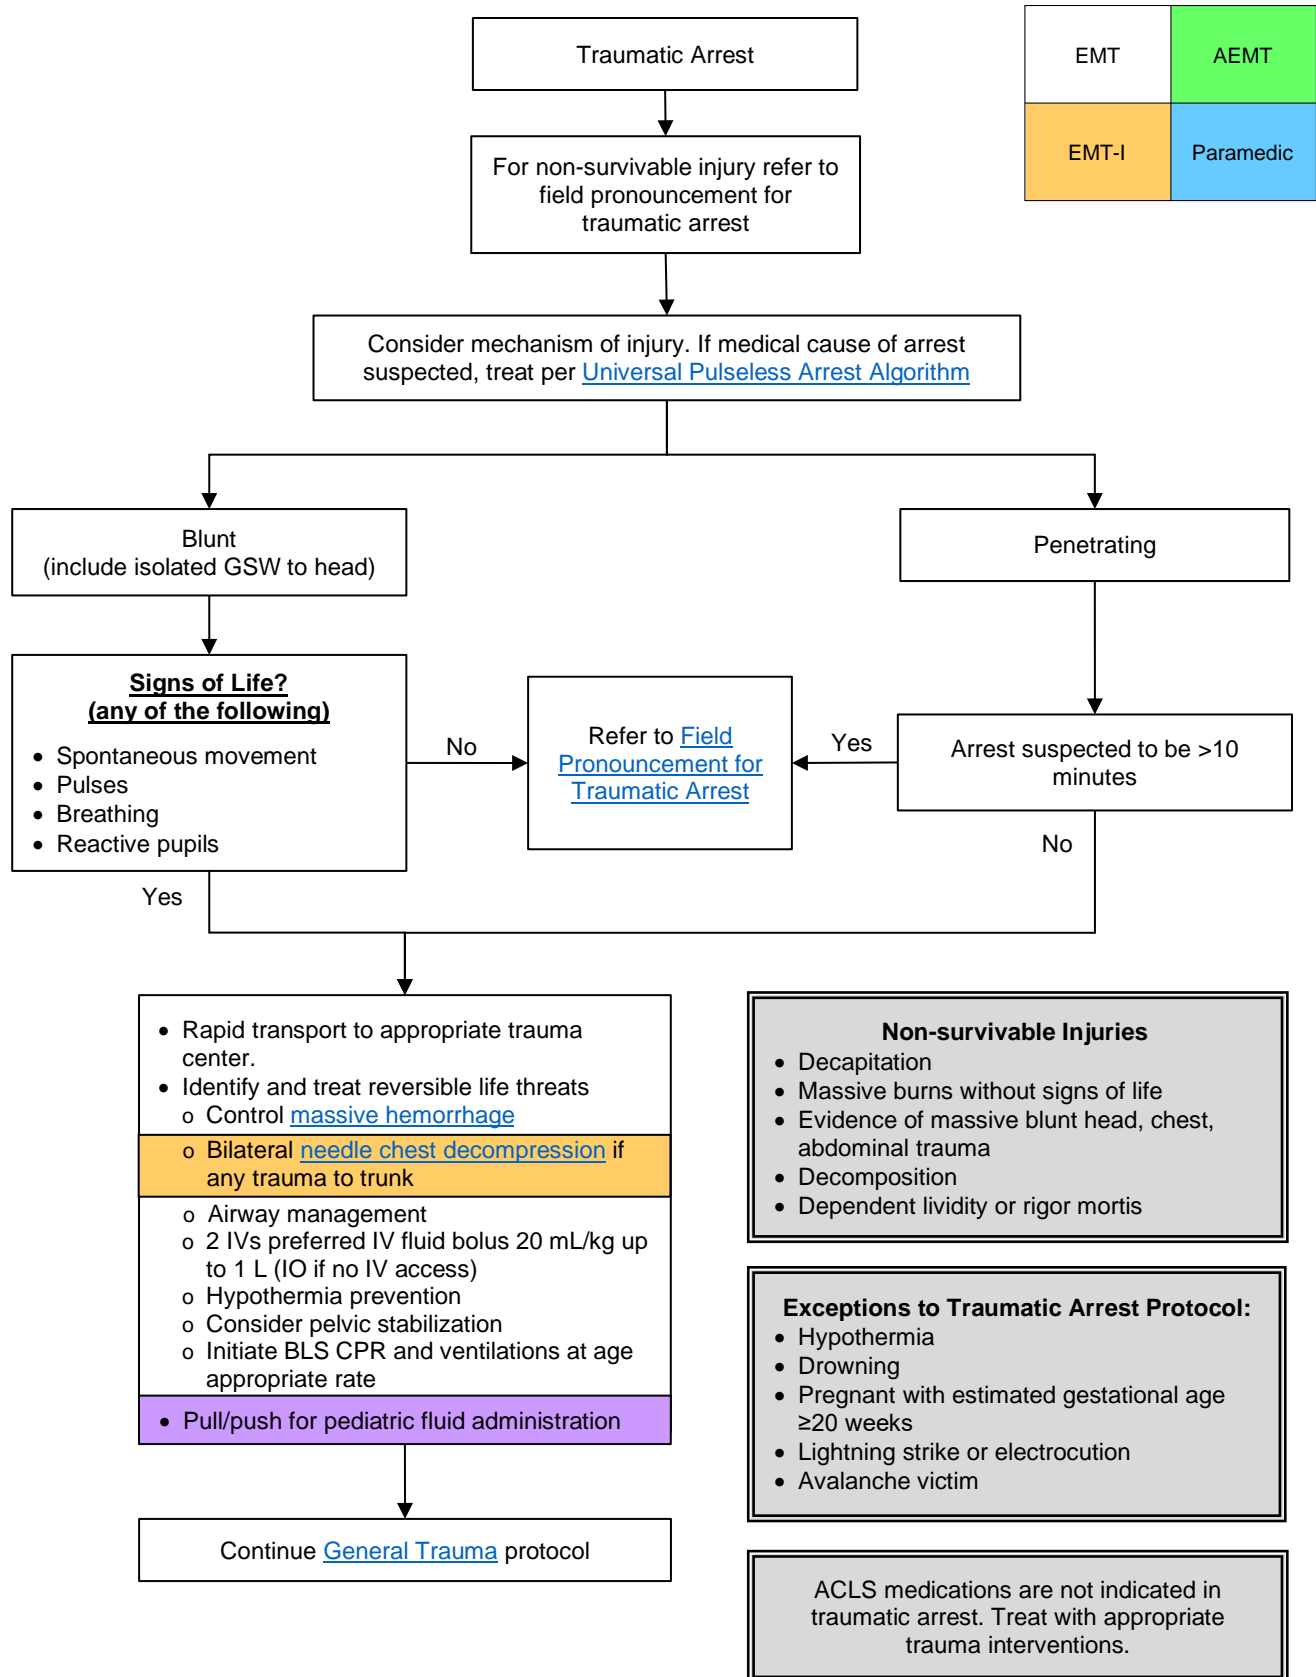 Traumatic Arrest
EMT
AEMT
EMT-I
Paramedic
For non-survivable injury refer to
field pronouncement for
traumatic arrest
Consider mechanism of injury. If medical cause of arrest
suspected, treat per Universal Pulseless Arrest Algorithm
Blunt
(include isolated GSW to head)
Penetrating
Signs of Life?
(any of the following)
• Spontaneous movement
• Pulses
• Breathing
• Reactive pupils
No
Refer to Field
Pronouncement for
Traumatic Arrest
Yes
Arrest suspected to be >10
minutes
No
Yes
• Rapid transport to appropriate trauma
center.
• Identify and treat reversible life threats
o Control massive hemorrhage
o Bilateral needle chest decompression if
any trauma to trunk
o Airway management
o 2 IVs preferred IV fluid bolus 20 mL/kg up
to 1 L (IO if no IV access)
o Hypothermia prevention
o Consider pelvic stabilization
o Initiate BLS CPR and ventilations at age
appropriate rate
• Pull/push for pediatric fluid administration
Continue General Trauma protocol
Non-survivable Injuries
• Decapitation
• Massive burns without signs of life
• Evidence of massive blunt head, chest,
abdominal trauma
• Decomposition
• Dependent lividity or rigor mortis
Exceptions to Traumatic Arrest Protocol:
• Hypothermia
• Drowning
• Pregnant with estimated gestational age
≥20 weeks
• Lightning strike or electrocution
• Avalanche victim
ACLS medications are not indicated in
traumatic arrest. Treat with appropriate
trauma interventions.